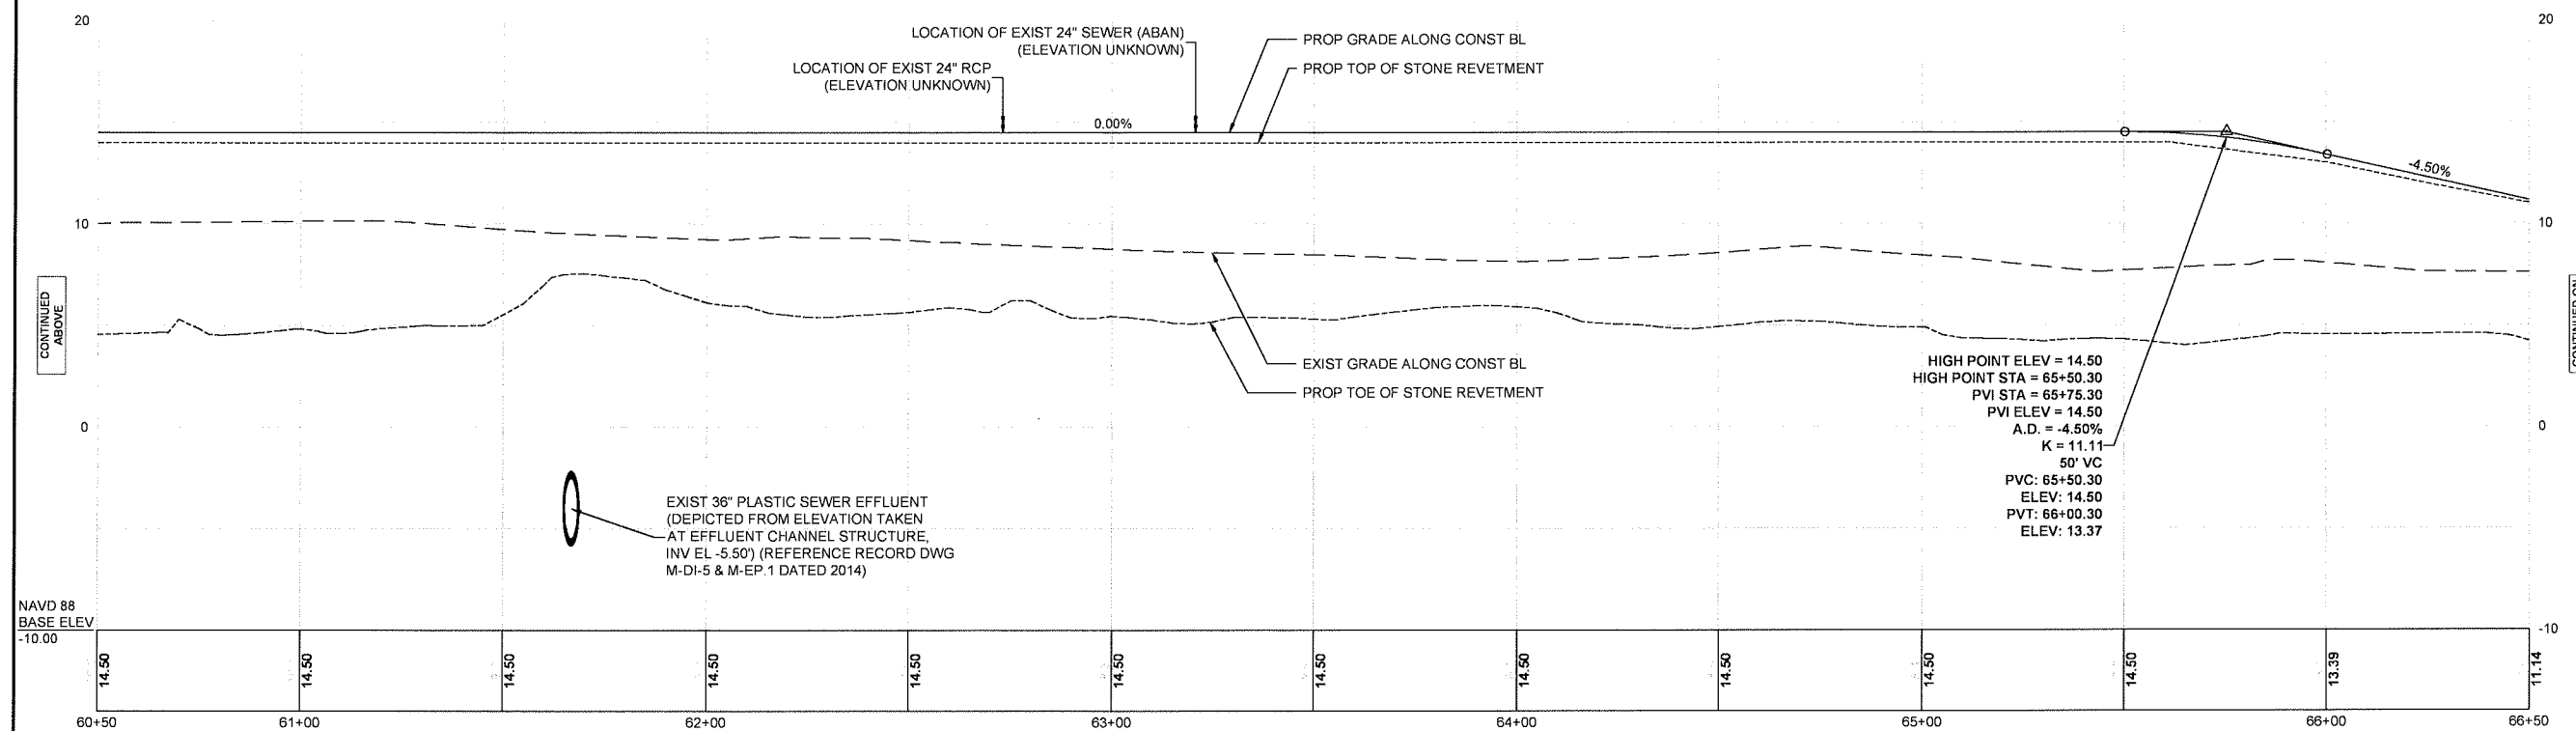 20
20
LOCATION OF EXIST 24" SEWER (ABAN)
(ELEVATION UNKNOWN)
PROP GRADE ALONG CONST BL
LOCATION OF EXIST 24" RCP
(ELEVATION UNKNOWN)
PROP TOP OF STONE REVETMENT
0.00%
-4.50%
10
10
CONTINUED
ABOVE
CONTINUED ON
EXIST GRADE ALONG CONST BL
PROP TOE OF STONE REVETMENT
HIGH POINT ELEV = 14.50
HIGH POINT STA = 65+50.30
PVI STA = 65+75.30
PVI ELEV = 14.50
A.D. = -4.50%
K = 11.11
50' VC
PVC: 65+50.30
ELEV: 14.50
PVT: 66+00.30
ELEV: 13.37
0
0
EXIST 36" PLASTIC SEWER EFFLUENT
(DEPICTED FROM ELEVATION TAKEN
AT EFFLUENT CHANNEL STRUCTURE,
INV EL -5.50') (REFERENCE RECORD DWG
M-DI-5 & M-EP.1 DATED 2014)
NAVD 88
BASE ELEV
-10.00
-10
14.50
14.50
14.50
14.50
14.50
14.50
14.50
14.50
14.50
14.50
14.50
13.39
11.14
60+50
61+00
62+00
63+00
64+00
65+00
66+00
66+50